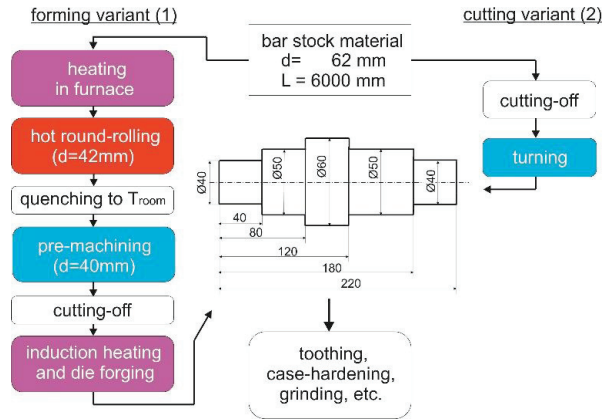 forming variant (1)
cutting variant (2)
bar stock material
d= 62 mm
L = 6000 mm
heating
in furnace
hot round-rolling
(d=42mm)
quenching to Troom
pre-machining
(d=40mm)
cutting-off
induction heating
and die forging
cutting-off
turning
Ø40
Ø50
Ø60
Ø50
Ø40
40
80
120
180
220
toothing,
case-hardening,
grinding, etc.